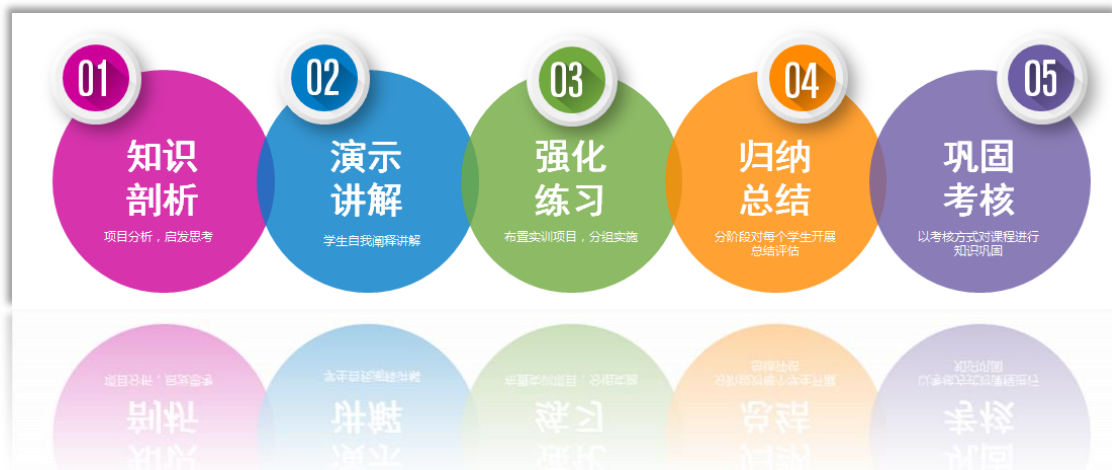 01
知识
剖析
项目分析，启发思考
02
演示
讲解
学生自我阐释讲解
03
强化
练习
布置实训项目，分组实施
04
归纳
总结
分阶段对每个学生开展
总结评估
05
巩固
考核
以考核方式对课程进行
知识巩固